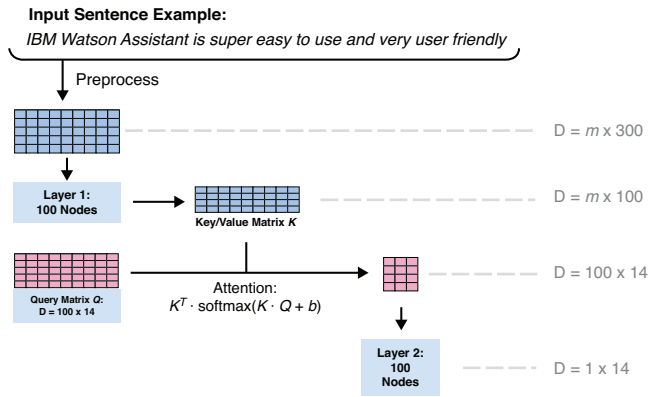 Input Sentence Example:
IBM Watson Assistant is super easy to use and very user friendly
Preprocess
D = m x 300
Layer 1:
100 Nodes
Key/Value Matrix K
D = m x 100
Query Matrix Q:
D = 100 x 14
Attention:
K^T · softmax(K · Q + b)
D = 100 x 14
Layer 2:
100
Nodes
D = 1 x 14